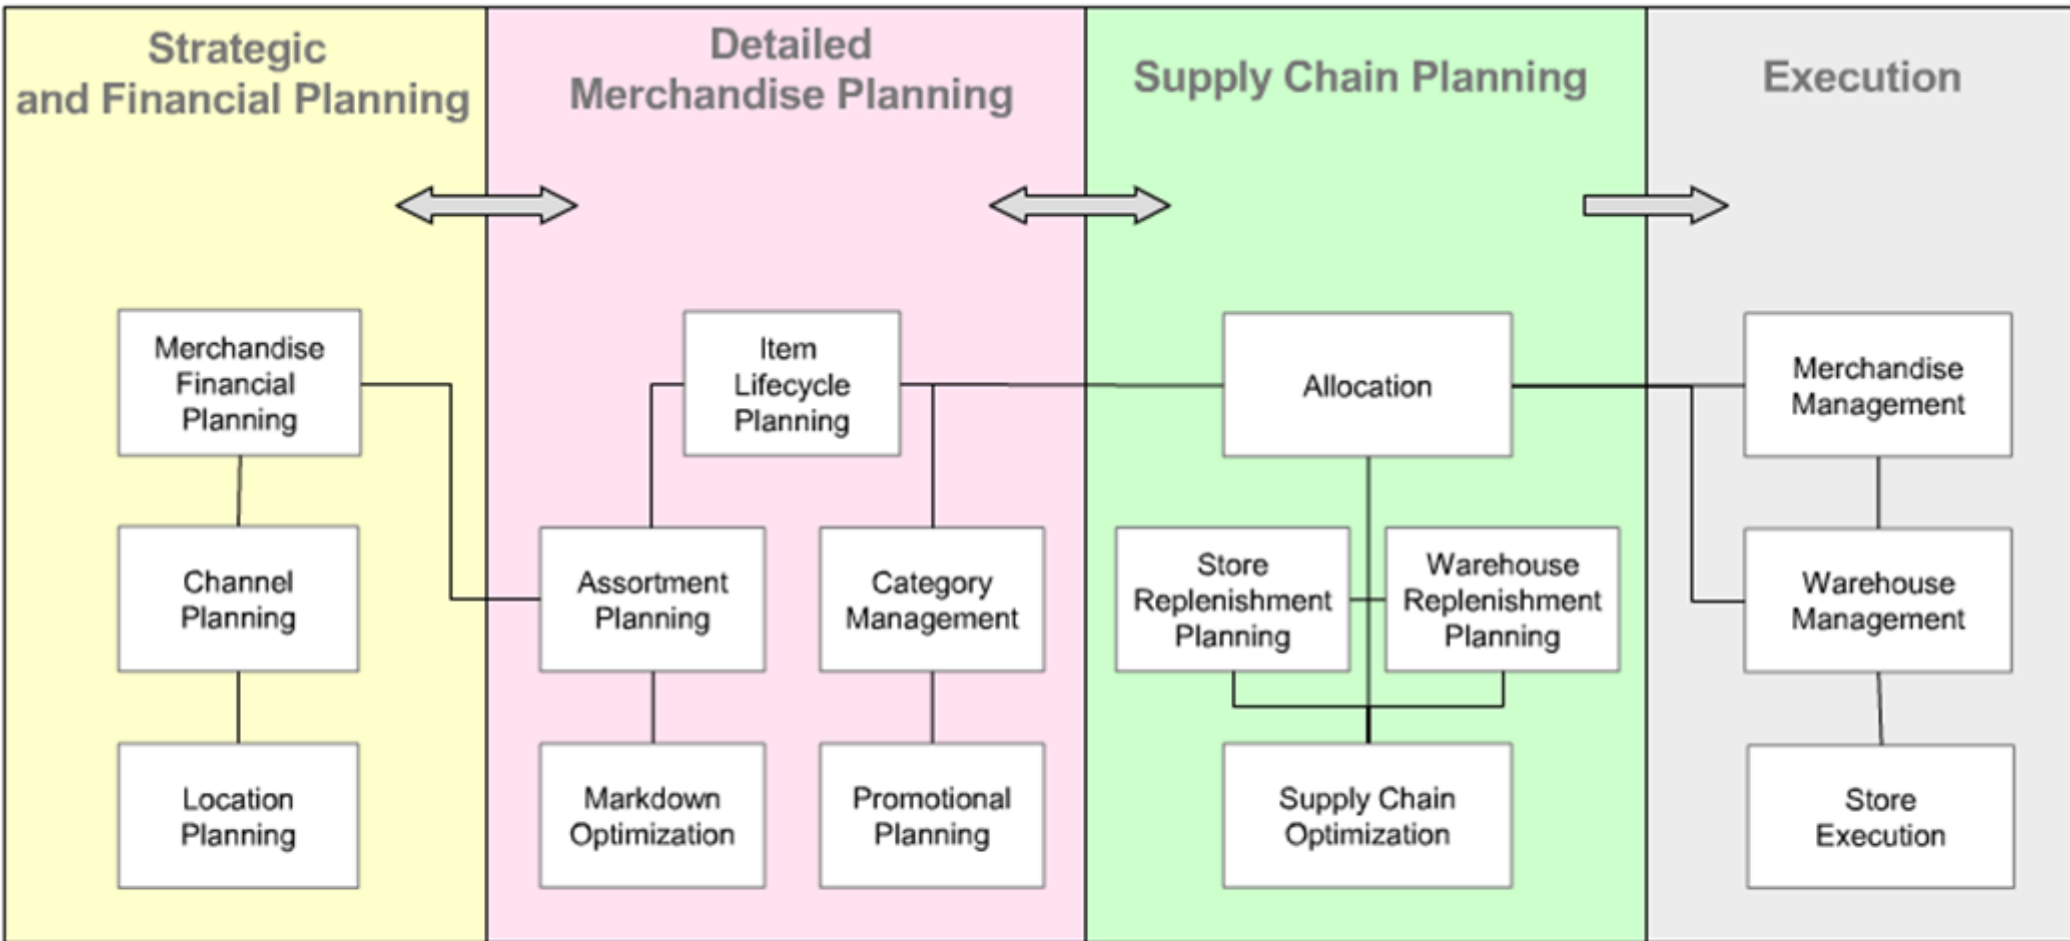 Strategic
and Financial Planning
Detailed
Merchandise Planning
Supply Chain Planning
Execution
Merchandise
Financial
Planning
Channel
Planning
Location
Planning
Item
Lifecycle
Planning
Assortment
Planning
Category
Management
Markdown
Optimization
Promotional
Planning
Allocation
Store
Replenishment
Planning
Warehouse
Replenishment
Planning
Supply Chain
Optimization
Merchandise
Management
Warehouse
Management
Store
Execution